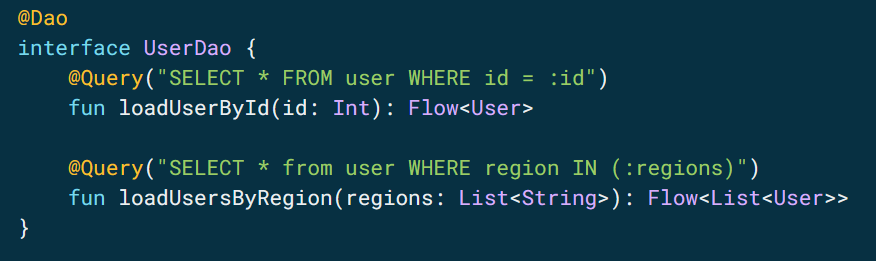 @Dao
interface UserDao {
    @Query("SELECT * FROM user WHERE id = :id")
    fun loadUserById(id: Int): Flow<User>

    @Query("SELECT * from user WHERE region IN (:regions)")
    fun loadUsersByRegion(regions: List<String>): Flow<List<User>>
}